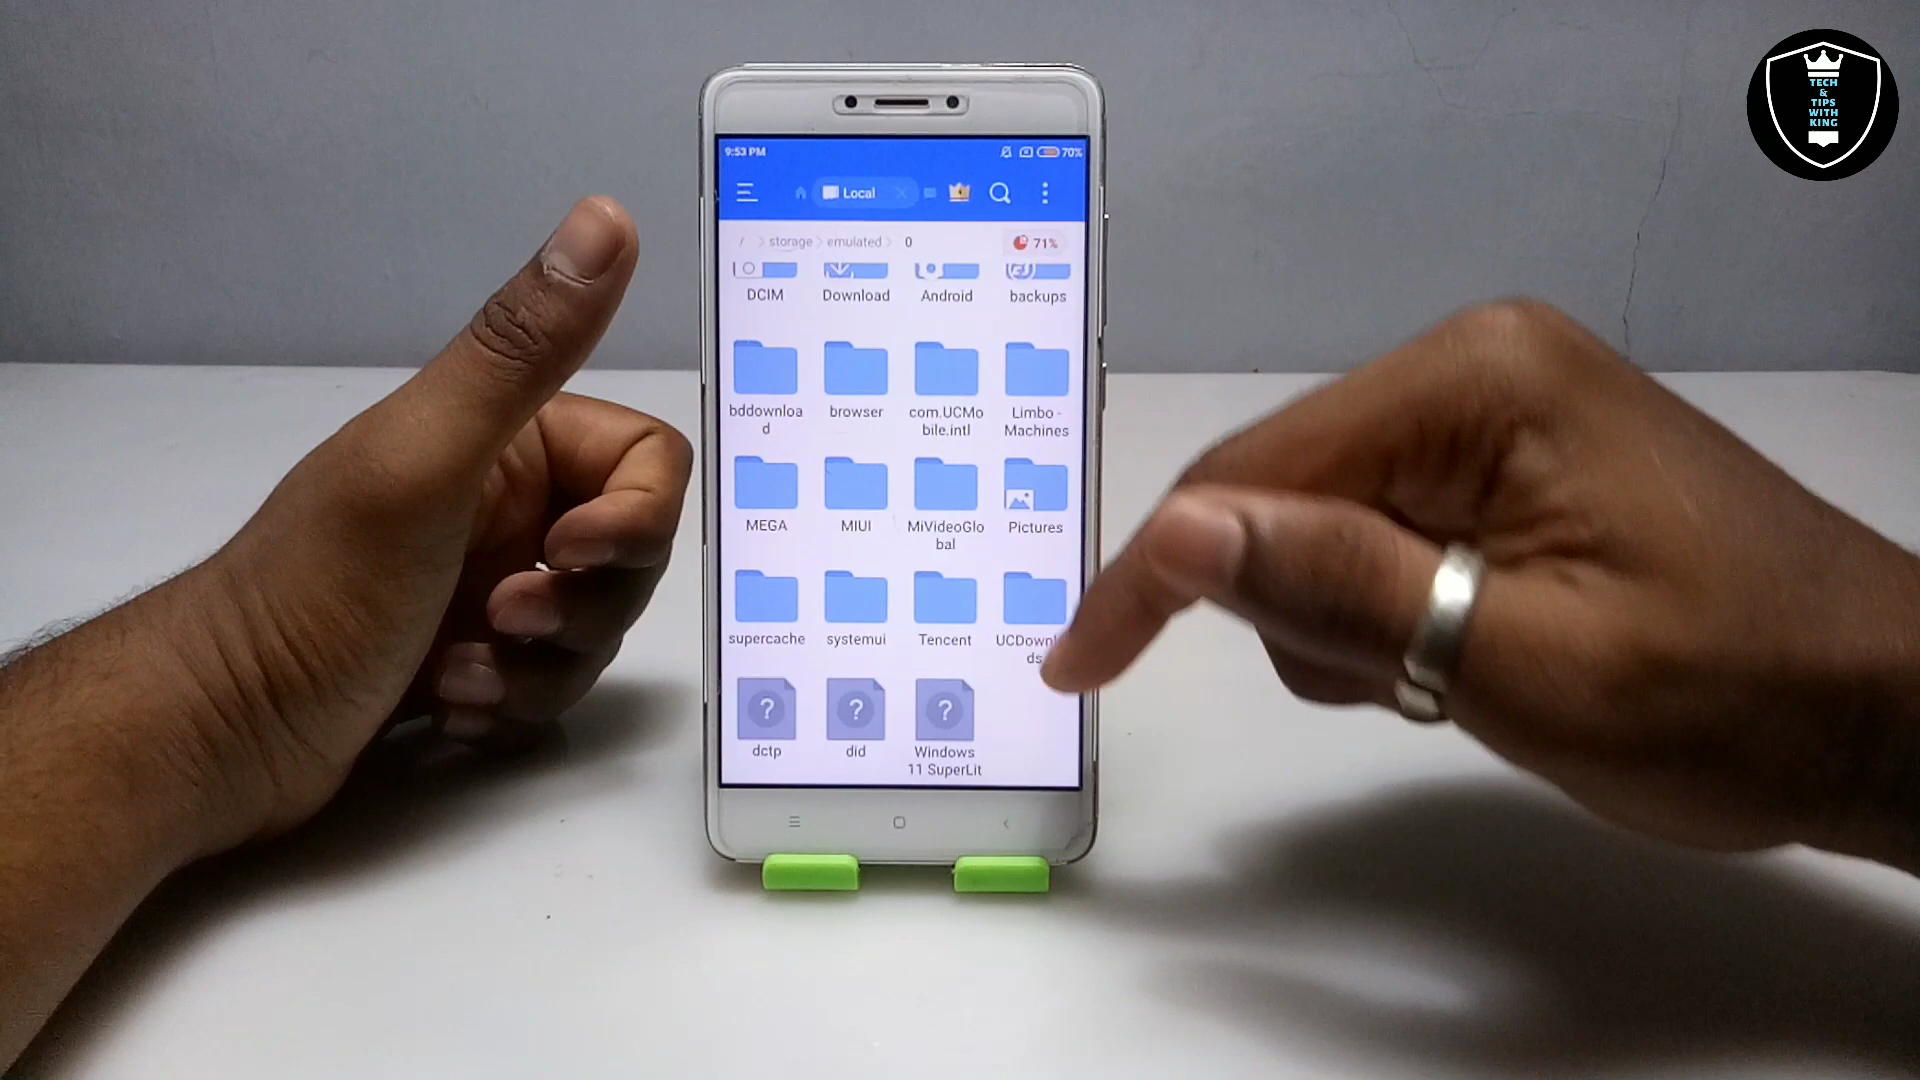 TECH
&
TIPS
WITH
KING
9:53 PM 70%
Local
/ storage emulated 0 71%
DCIM Download Android backups
bddownloa
d
browser
com.UCMo
bile.intl
Limbo -
Machines
MEGA MIUI MiVideoGlo
bal
Pictures
supercache systemui Tencent
ds
dctp did Windows
11 SuperLit